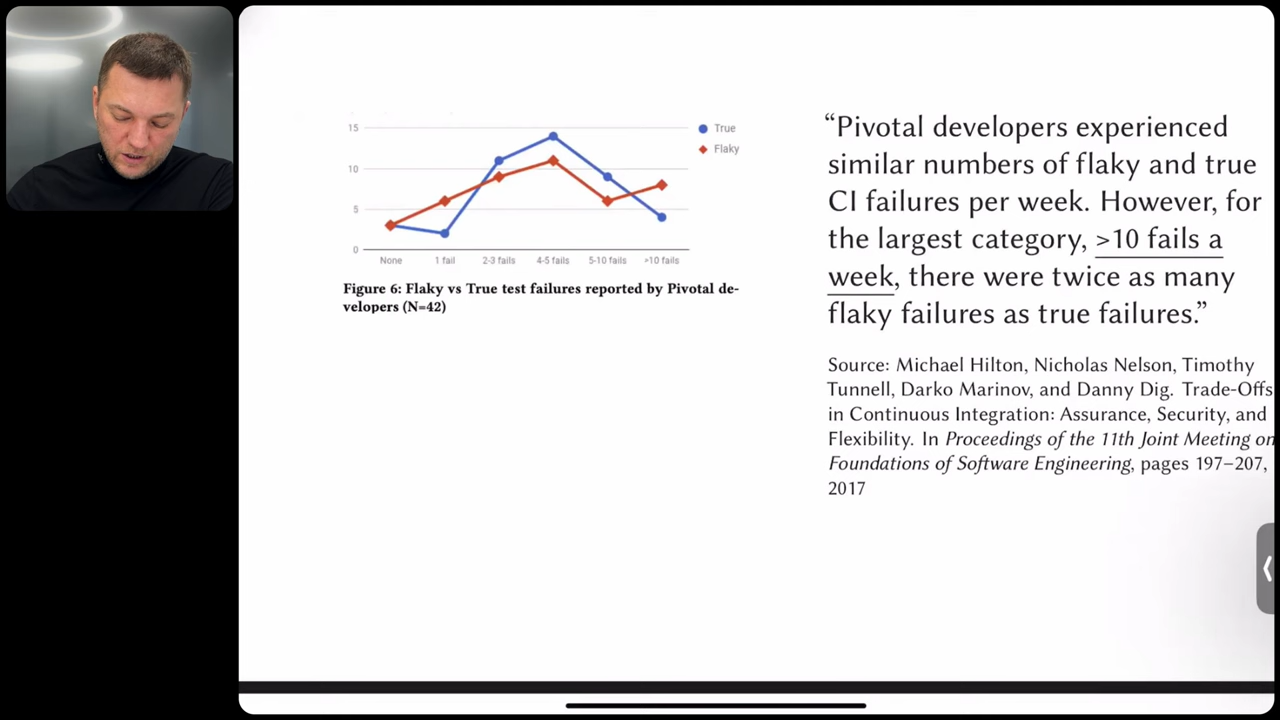 15
10
5
0
None 1 fail 2-3 fails 4-5 fails 5-10 fails >10 fails
True
Flaky
Figure 6: Flaky vs True test failures reported by Pivotal de-
velopers (N=42)
“Pivotal developers experienced
similar numbers of flaky and true
CI failures per week. However, for
the largest category, >10 fails a
week, there were twice as many
flaky failures as true failures.”
Source: Michael Hilton, Nicholas Nelson, Timothy
Tunnell, Darko Marinov, and Danny Dig. Trade-Offs
in Continuous Integration: Assurance, Security, and
Flexibility. In Proceedings of the 11th Joint Meeting on
Foundations of Software Engineering, pages 197–207,
2017